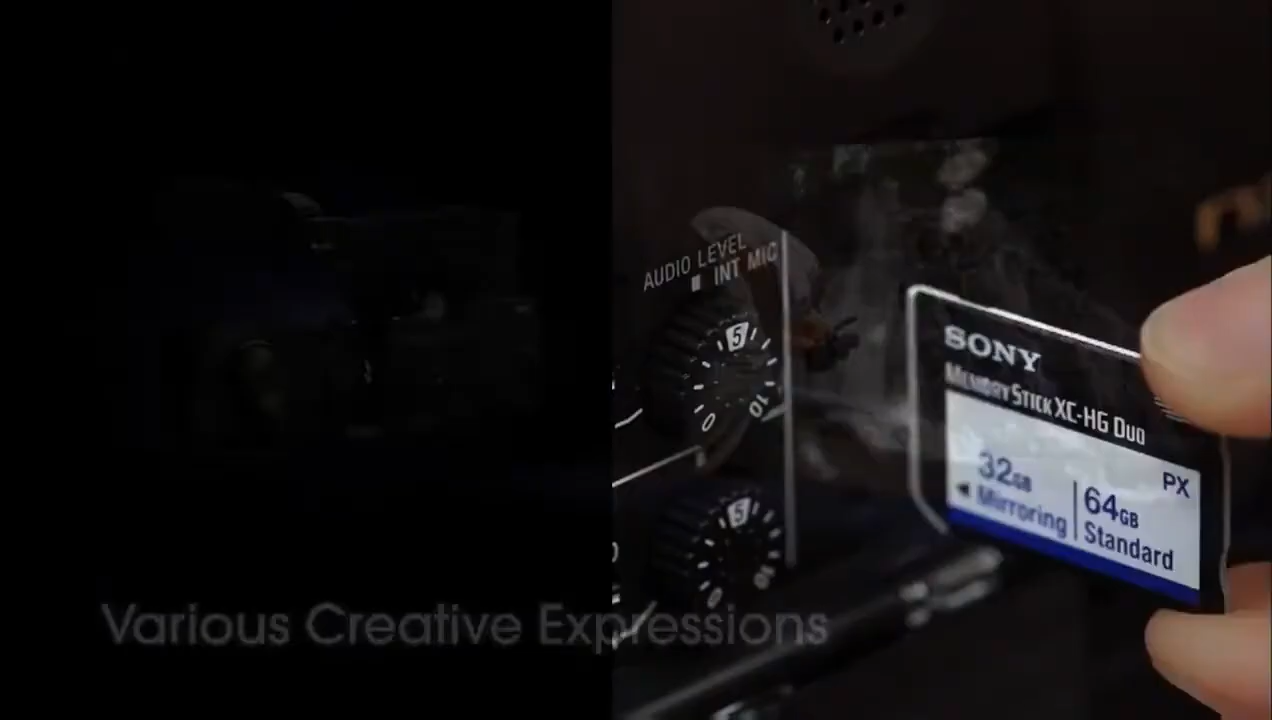 AUDIO LEVEL
INT MIC
5
0
10
5
0
10
SONY
MEMORY STICK XC-HG Duo
PX
32GB
Mirroring
64GB
Standard
Various Creative Expressions